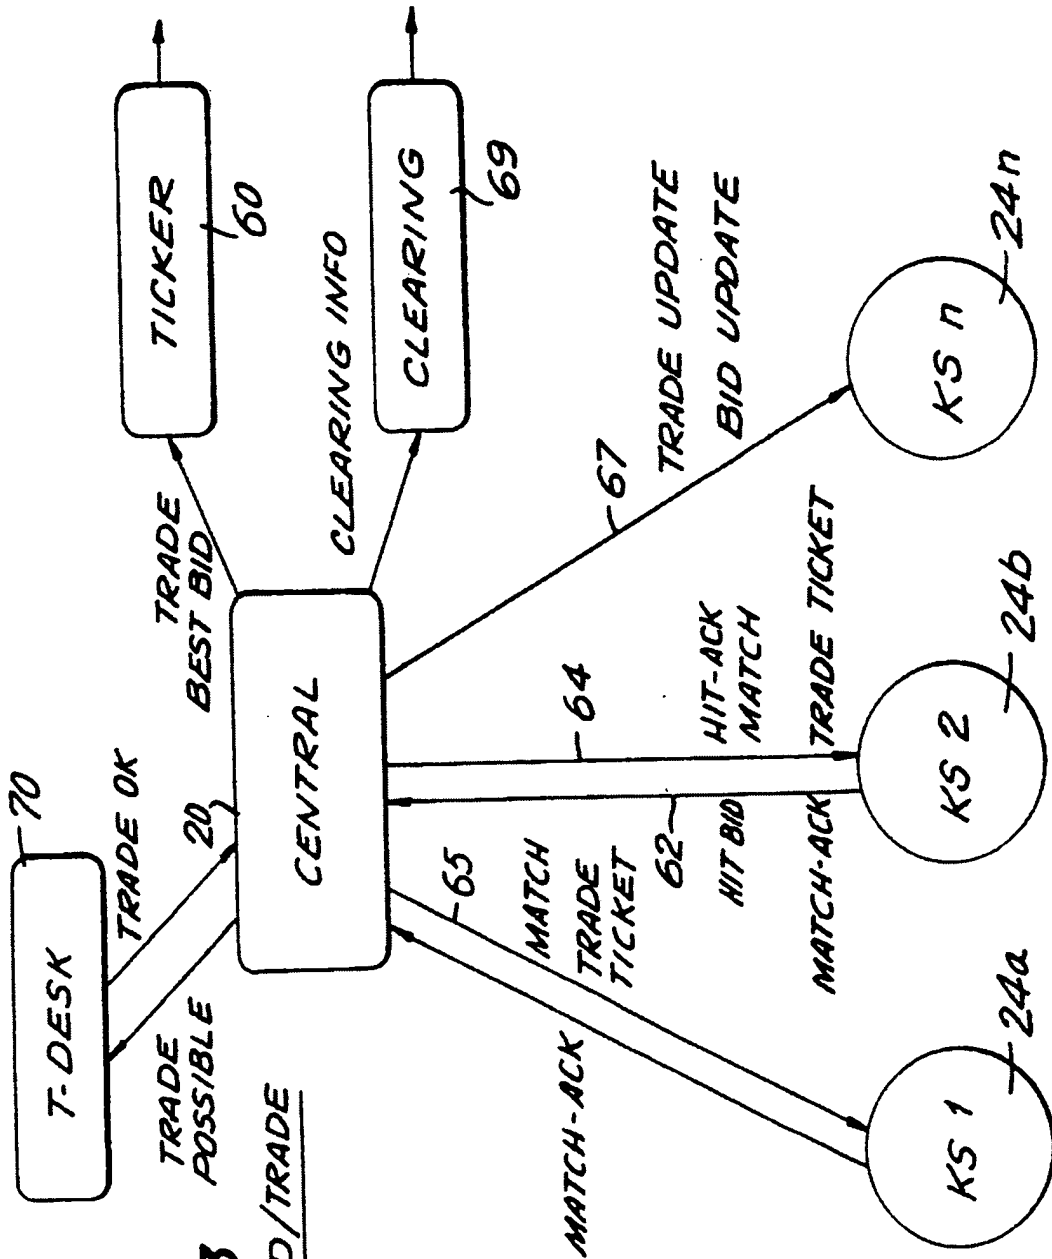 T-DESK
70
TRADE OK
TRADE
POSSIBLE
3
D/TRADE
20
CENTRAL
TRADE
BEST BID
TICKER
60
CLEARING INFO
CLEARING
69
65
MATCH
TRADE
TICKET
MATCH-ACK
62
HIT BID
MATCH-ACK
64
HIT-ACK
MATCH
TRADE TICKET
67
TRADE UPDATE
BID UPDATE
KS 1
24a
KS 2
24b
KS n
24n